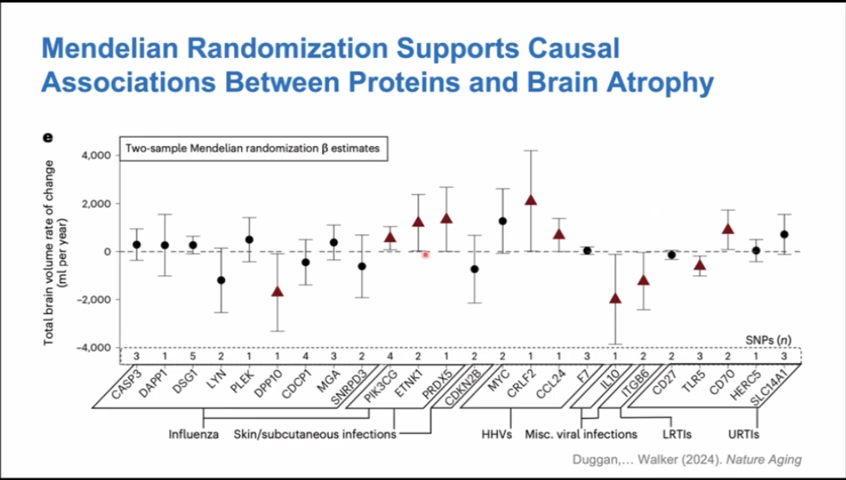 Mendelian Randomization Supports Causal
Associations Between Proteins and Brain Atrophy
e
Two-sample Mendelian randomization β estimates
Total brain volume rate of change
(nl per year)
4,000
2,000
0
−2,000
−4,000
SNPs (n)
3 1 5 2 1 1 4 3 2 4 2 1 2 2 1 1 3 1 2 2 3 2 1 3
CASP3 DAPP1 DSG1 LYN PLEK DPP10 CDCP1 MGA SNRPD3 PIK3CG ETNK1 PRDX5 CDKN2B MYC CRLF2 CCL24 F7 IL10 ITGB6 CD27 TLR5 CD70 HERC5 SLC14A1
Influenza Skin/subcutaneous infections HHVs Misc. viral infections LRTIs URTIs
Duggan,... Walker (2024). Nature Aging